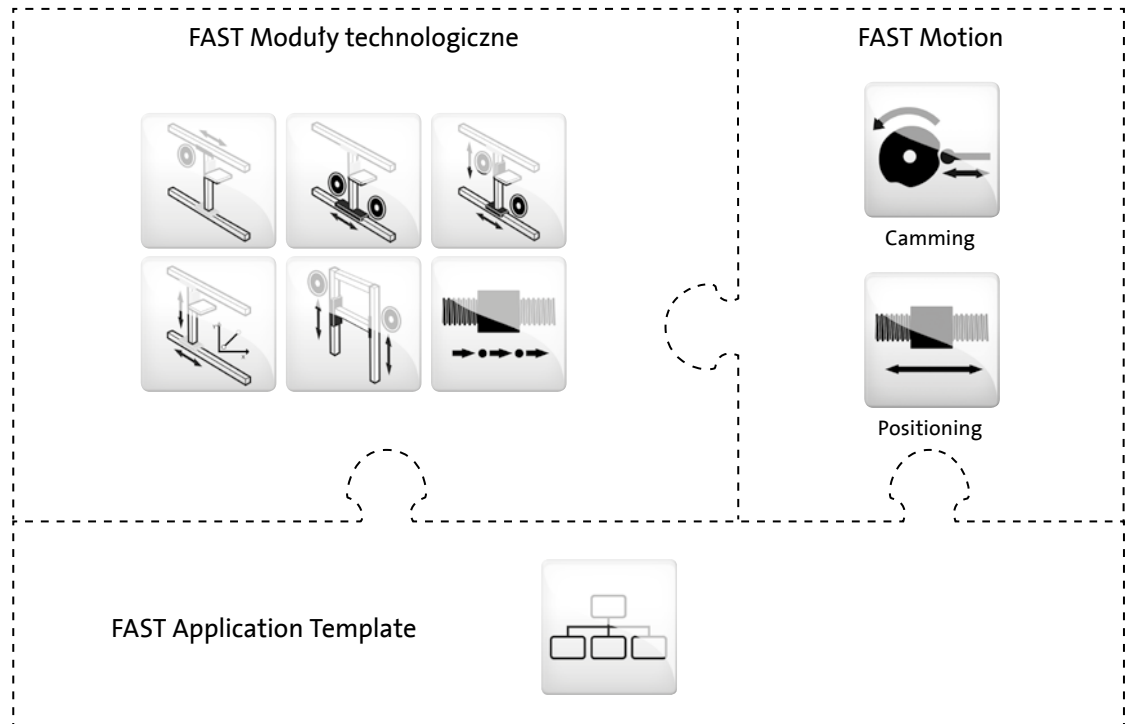 FAST Moduły technologiczne
FAST Motion
Camming
Positioning
FAST Application Template